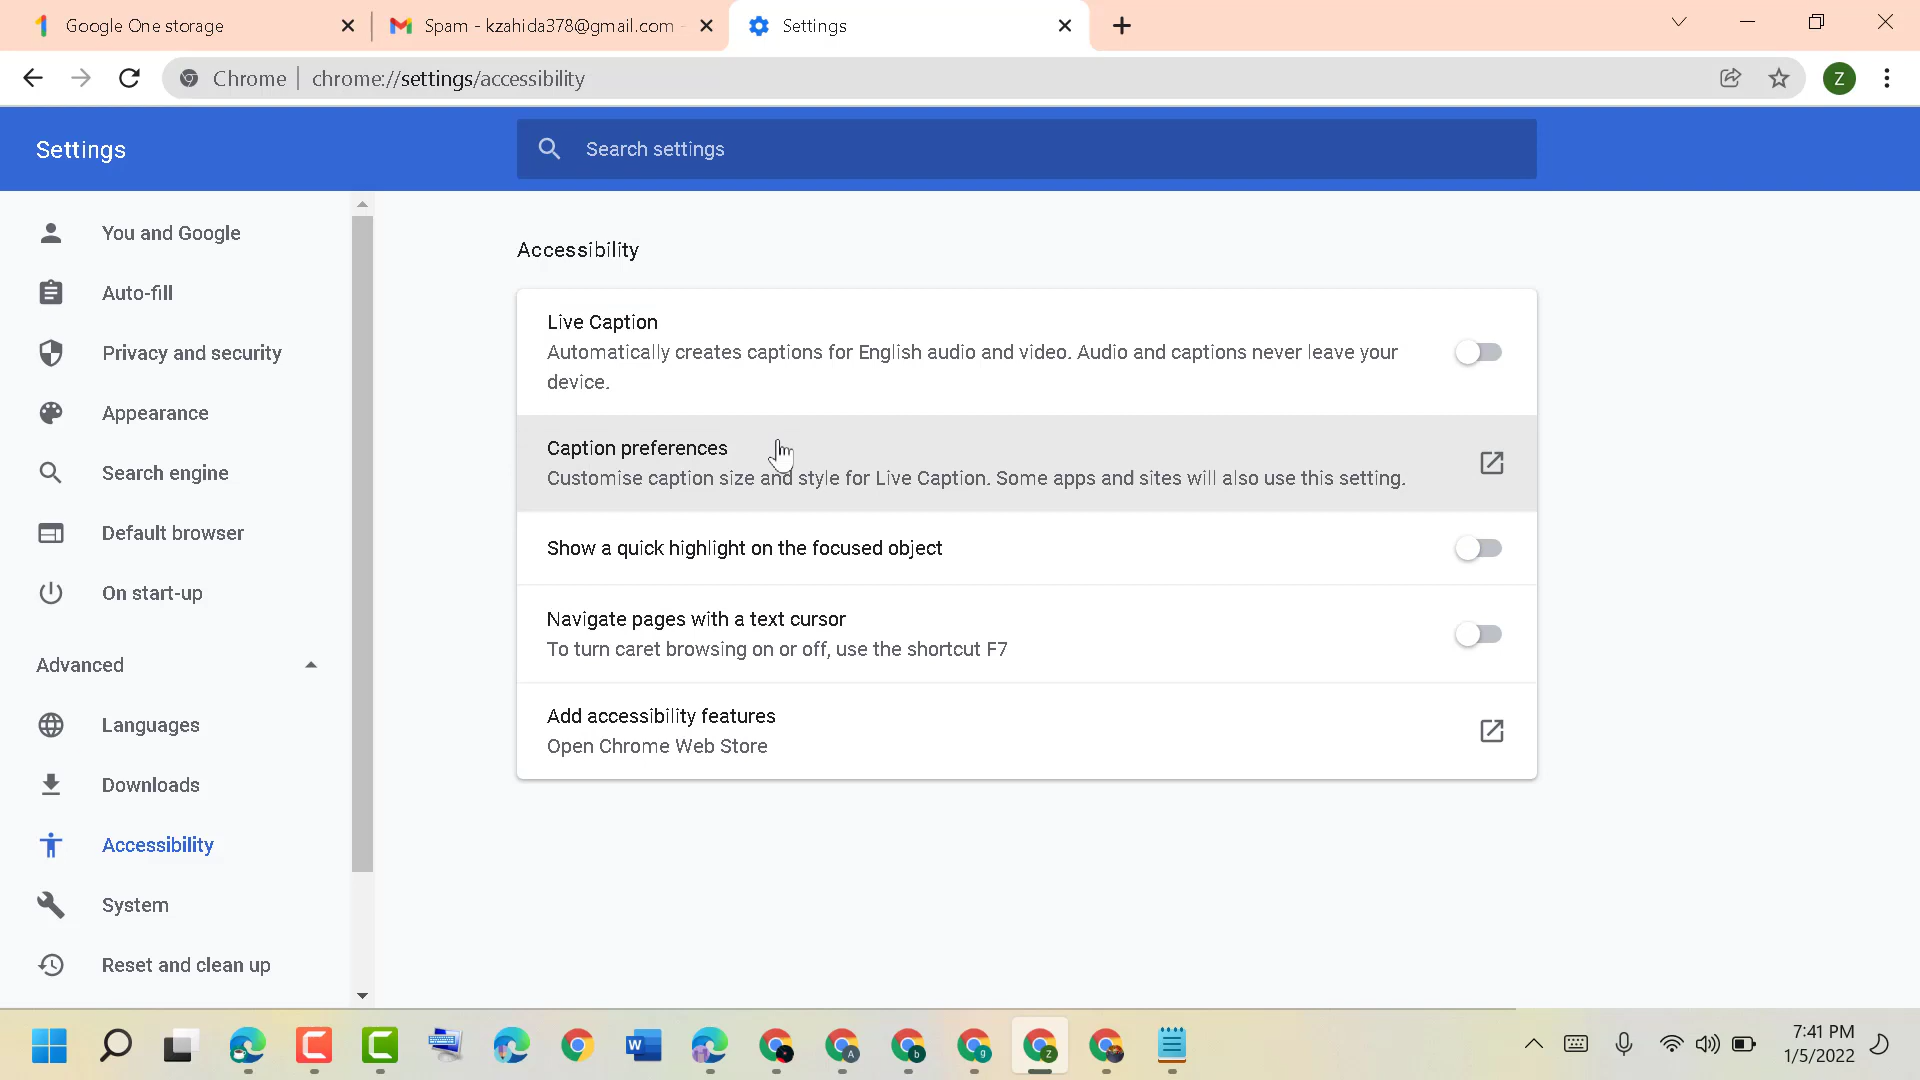 Google One storage
Spam - kzahida378@gmail.com -
Settings
Chrome
chrome://settings/accessibility
Z
Settings
Search settings
You and Google
Auto-fill
Privacy and security
Appearance
Search engine
Default browser
On start-up
Advanced
Languages
Downloads
Accessibility
System
Reset and clean up
Accessibility
Live Caption
Automatically creates captions for English audio and video. Audio and captions never leave your
device.
Caption preferences
Customise caption size and style for Live Caption. Some apps and sites will also use this setting.
Show a quick highlight on the focused object
Navigate pages with a text cursor
To turn caret browsing on or off, use the shortcut F7
Add accessibility features
Open Chrome Web Store
W
A
b
g
Z
7:41 PM
1/5/2022